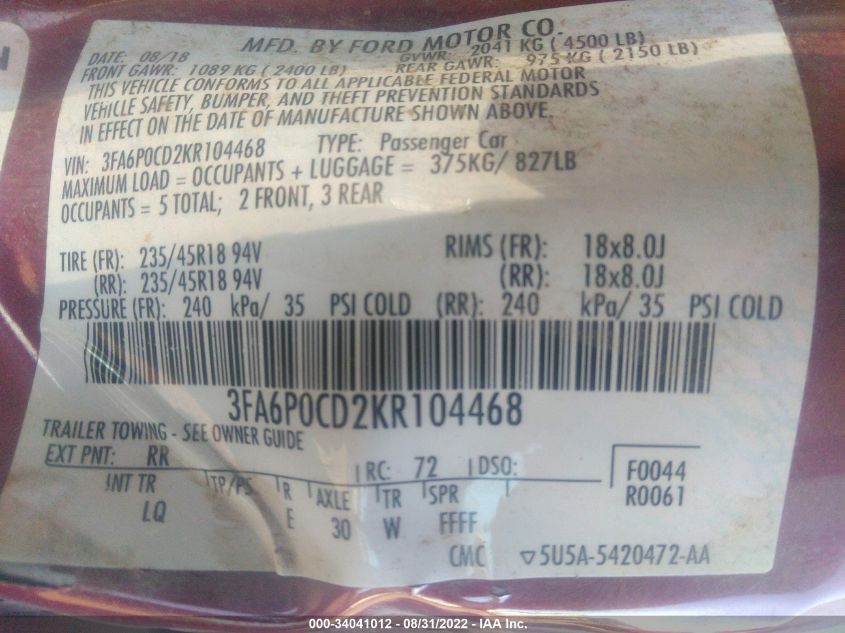 MFD. BY FORD MOTOR CO.
DATE: 08/18 GVWR: 2041 KG ( 4500 LB)
FRONT GAWR: 1089 KG ( 2400 LB) REAR GAWR: 975 KG ( 2150 LB)
THIS VEHICLE CONFORMS TO ALL APPLICABLE FEDERAL MOTOR
VEHICLE SAFETY, BUMPER, AND THEFT PREVENTION STANDARDS
IN EFFECT ON THE DATE OF MANUFACTURE SHOWN ABOVE.
VIN: 3FA6P0CD2KR104468 TYPE: Passenger Car
MAXIMUM LOAD = OCCUPANTS + LUGGAGE = 375KG/ 827LB
OCCUPANTS = 5 TOTAL; 2 FRONT, 3 REAR
TIRE (FR): 235/45R18 94V RIMS (FR): 18x8.0J
(RR): 235/45R18 94V (RR): 18x8.0J
PRESSURE (FR): 240 kPa/ 35 PSI COLD (RR): 240 kPa/ 35 PSI COLD
3FA6P0CD2KR104468
TRAILER TOWING - SEE OWNER GUIDE
EXT PNT: RR RC: 72 DSO: F0044
R0061
INT TR TP/PS R AXLE TR SPR
LQ E 30 W FFFF
CMC ▽5U5A-5420472-AA
000-34041012 - 08/31/2022 - IAA Inc.